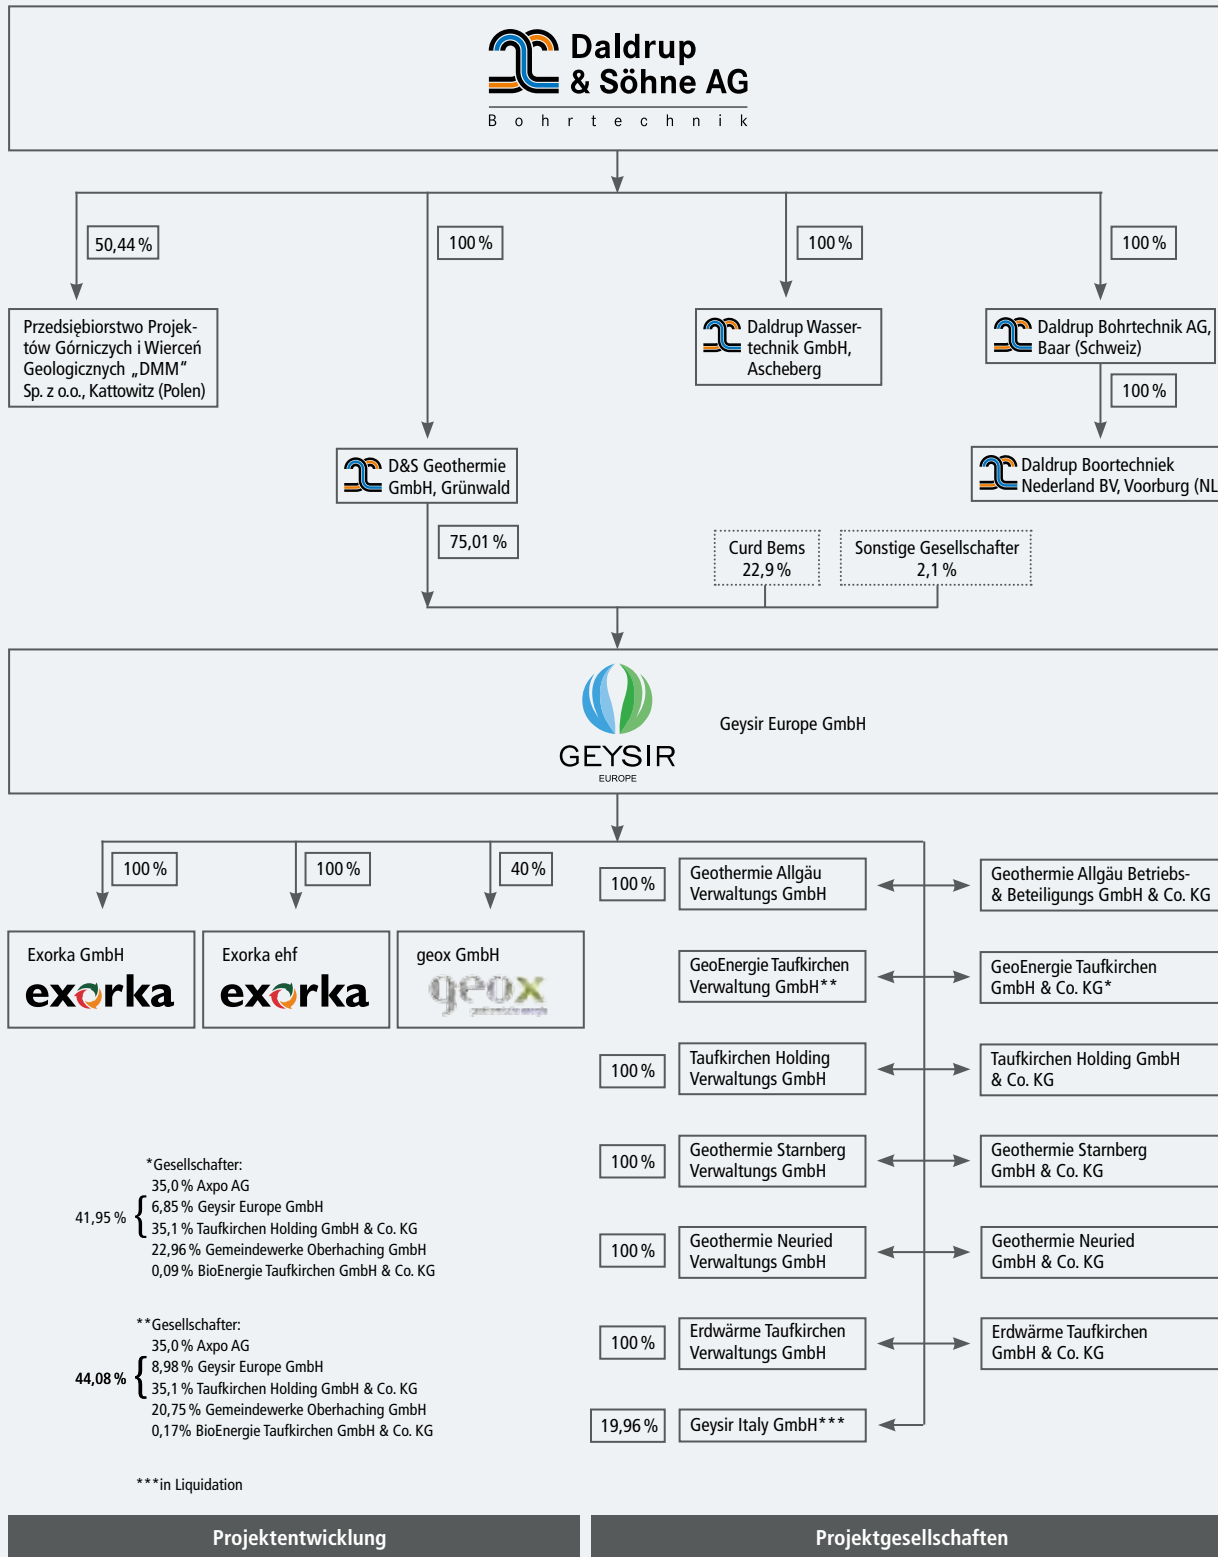 Daldrup
& Söhne AG
Bohrtechnik
50,44 %
100 %
100 %
100 %
Przedsiębiorstwo Projek-
tów Górniczych i Wierceń
Geologicznych „DMM“
Sp. z o.o., Kattowitz (Polen)
Daldrup Wasser-
technik GmbH,
Ascheberg
Daldrup Bohrtechnik AG,
Baar (Schweiz)
100 %
D&S Geothermie
GmbH, Grünwald
Daldrup Boortechniek
Nederland BV, Voorburg (NL
75,01 %
Curd Bems
22,9 %
Sonstige Gesellschafter
2,1 %
GEYSIR
EUROPE
Geysir Europe GmbH
100 %
100 %
40 %
Exorka GmbH
exorka
Exorka ehf
exorka
geox GmbH
geox
100 %
Geothermie Allgäu
Verwaltungs GmbH
Geothermie Allgäu Betriebs-
& Beteiligungs GmbH & Co. KG
GeoEnergie Taufkirchen
Verwaltung GmbH**
GeoEnergie Taufkirchen
GmbH & Co. KG*
100 %
Taufkirchen Holding
Verwaltungs GmbH
Taufkirchen Holding GmbH
& Co. KG
100 %
Geothermie Starnberg
Verwaltungs GmbH
Geothermie Starnberg
GmbH & Co. KG
100 %
Geothermie Neuried
Verwaltungs GmbH
Geothermie Neuried
GmbH & Co. KG
100 %
Erdwärme Taufkirchen
Verwaltungs GmbH
Erdwärme Taufkirchen
GmbH & Co. KG
19,96 %
Geysir Italy GmbH***
*Gesellschafter:
35,0 % Axpo AG
41,95 %
6,85 % Geysir Europe GmbH
35,1 % Taufkirchen Holding GmbH & Co. KG
22,96 % Gemeindewerke Oberhaching GmbH
0,09 % BioEnergie Taufkirchen GmbH & Co. KG
**Gesellschafter:
35,0 % Axpo AG
44,08 %
8,98 % Geysir Europe GmbH
35,1 % Taufkirchen Holding GmbH & Co. KG
20,75 % Gemeindewerke Oberhaching GmbH
0,17% BioEnergie Taufkirchen GmbH & Co. KG
***in Liquidation
Projektentwicklung
Projektgesellschaften